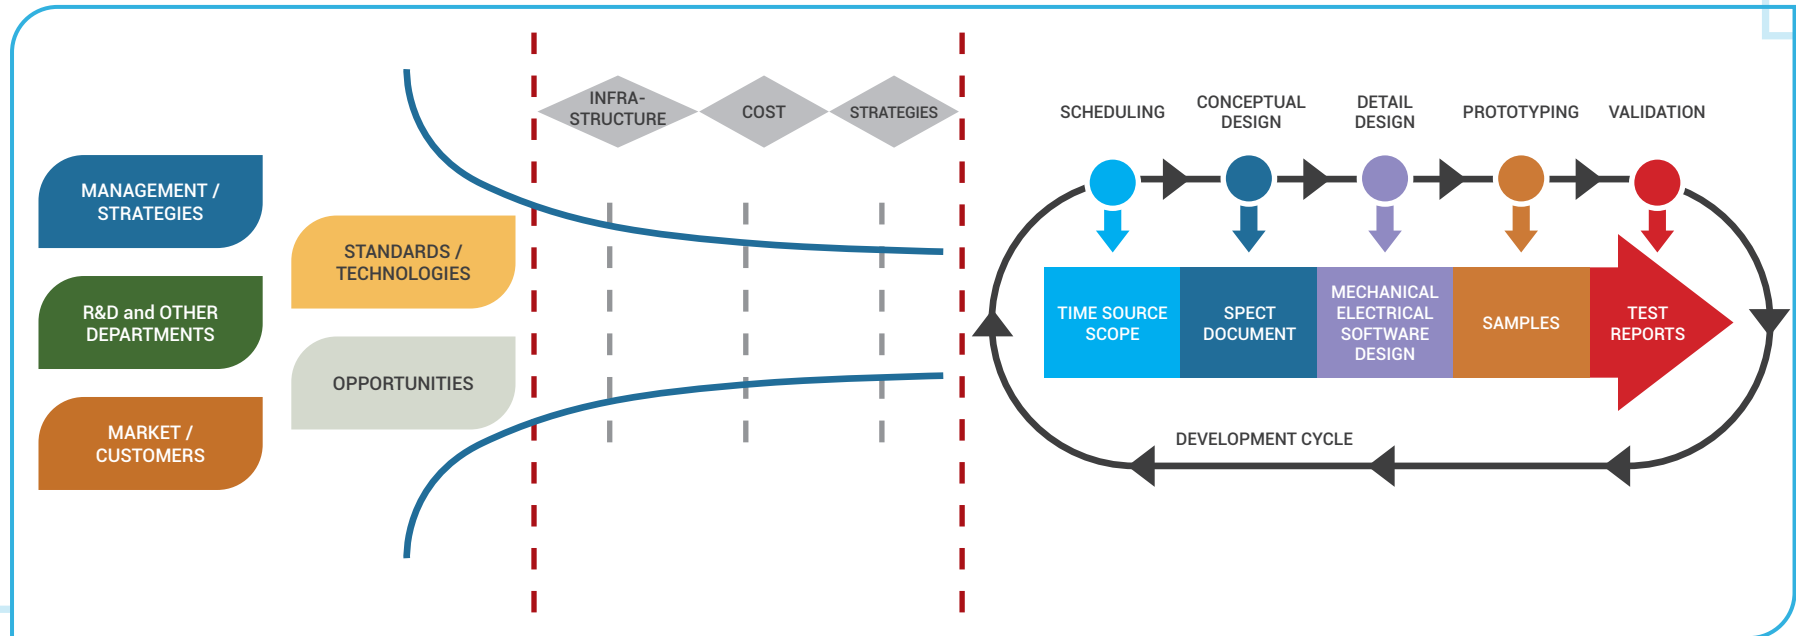 MANAGEMENT /
STRATEGIES
R&D and OTHER
DEPARTMENTS
MARKET /
CUSTOMERS
STANDARDS /
TECHNOLOGIES
OPPORTUNITIES
INFRA-
STRUCTURE
COST
STRATEGIES
SCHEDULING
CONCEPTUAL
DESIGN
DETAIL
DESIGN
PROTOTYPING
VALIDATION
TIME SOURCE
SCOPE
SPECT
DOCUMENT
MECHANICAL
ELECTRICAL
SOFTWARE
DESIGN
SAMPLES
TEST
REPORTS
DEVELOPMENT CYCLE